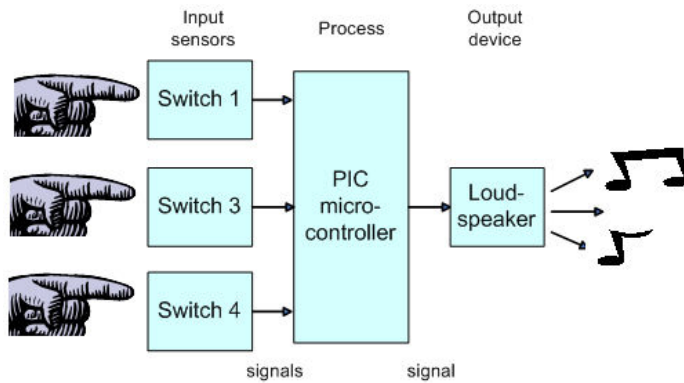 Input
sensors
Process
Output
device
Switch 1
Switch 3
Switch 4
PIC
micro-
controller
Loud-
speaker
signals
signal